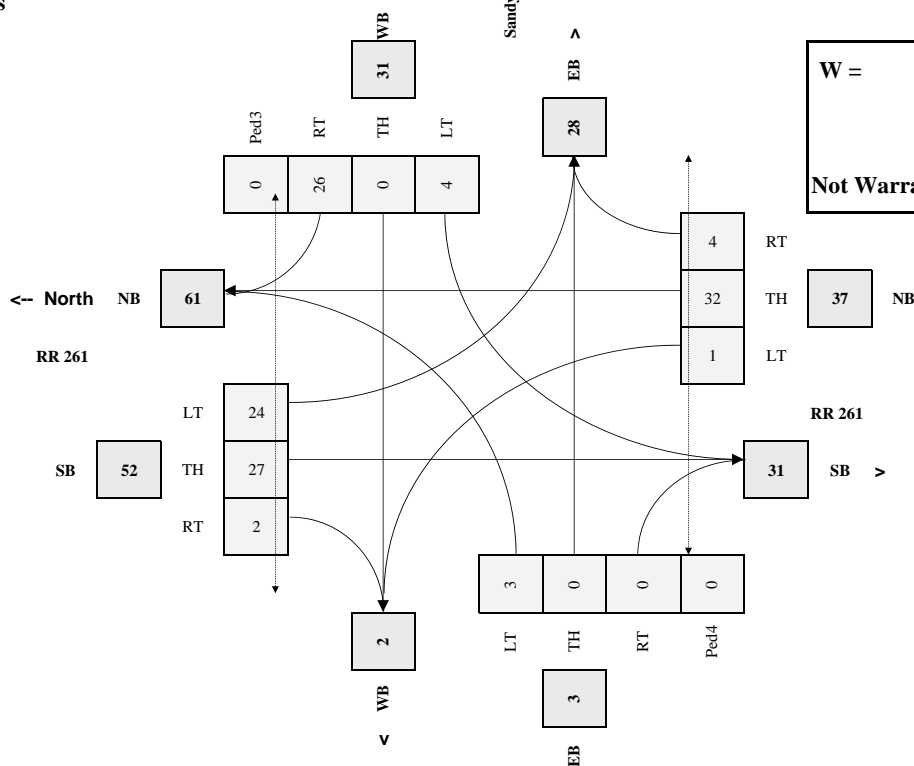 s
WB
Sandy
>
31
EB
W =
28
Ped3
RT
TH
LT
0
26
0
4
Not Warra
4
RT
<-- North
NB
61
32
TH
37
NB
RR 261
1
LT
LT
24
RR 261
SB
52
TH
27
31
SB
>
RT
2
3
0
0
0
2
LT
TH
RT
Ped4
WB
3
>
EB